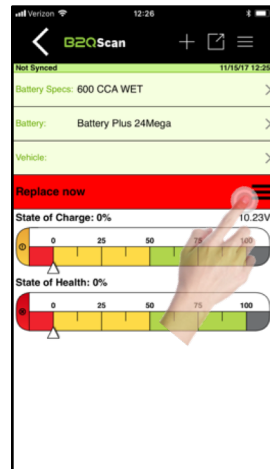 Verizon 12:26
B2QScan
Not Synced 11/15/17 12:25
Battery Specs: 600 CCA WET
Battery: Battery Plus 24Mega
Vehicle:
Replace now
State of Charge: 0% 10.23V
0 25 50 75 100
State of Health: 0%
0 25 50 75 100